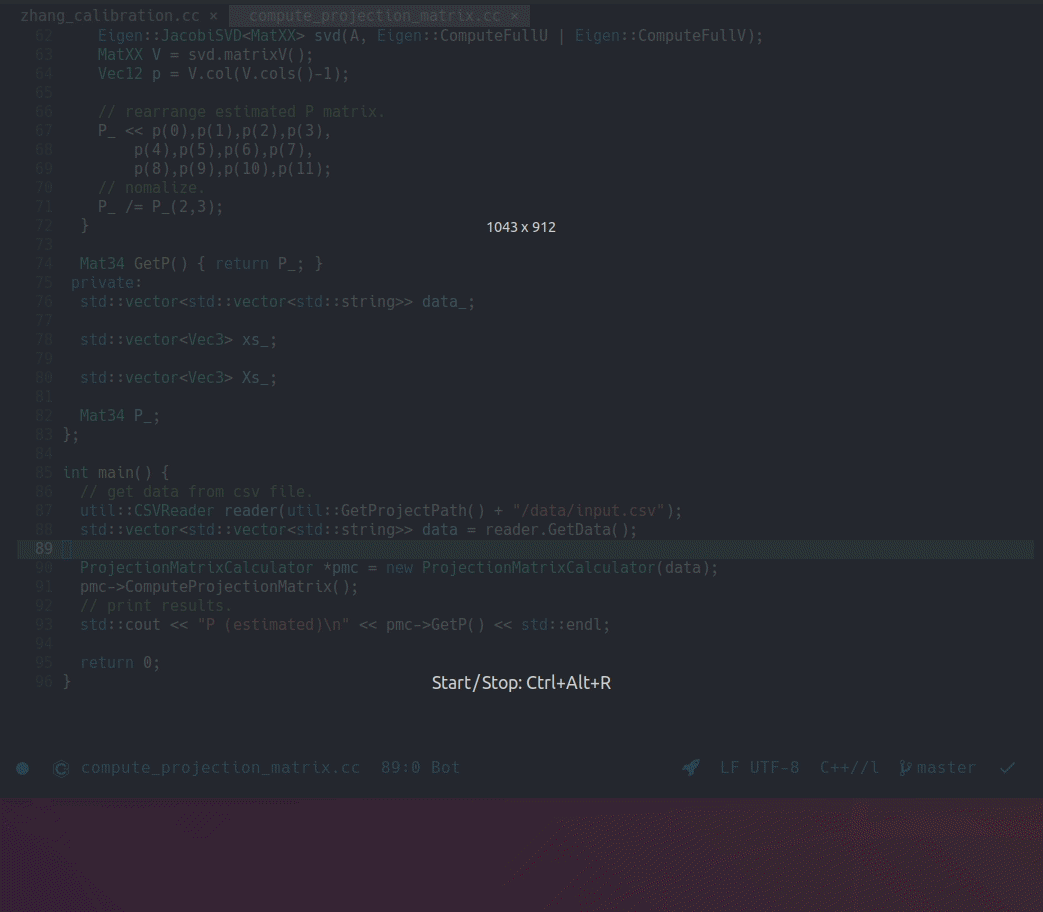 zhang_calibration.cc × compute_projection_matrix.cc ×
62 Eigen::JacobiSVD<MatXX> svd(A, Eigen::ComputeFullU | Eigen::ComputeFullV);
63 MatXX V = svd.matrixV();
64 Vec12 p = V.col(V.cols()-1);
65
66 // rearrange estimated P matrix.
67 P_ << p(0),p(1),p(2),p(3),
68 p(4),p(5),p(6),p(7),
69 p(8),p(9),p(10),p(11);
70 // nomalize.
71 P_ /= P_(2,3);
72 }
1043 x 912
73
74 Mat34 GetP() { return P_; }
75 private:
76 std::vector<std::vector<std::string>> data_;
77
78 std::vector<Vec3> xs_;
79
80 std::vector<Vec3> Xs_;
81
82 Mat34 P_;
83 };
84
85 int main() {
86 // get data from csv file.
87 util::CSVReader reader(util::GetProjectPath() + "/data/input.csv");
88 std::vector<std::vector<std::string>> data = reader.GetData();
89
90 ProjectionMatrixCalculator *pmc = new ProjectionMatrixCalculator(data);
91 pmc->ComputeProjectionMatrix();
92 // print results.
93 std::cout << "P (estimated)\n" << pmc->GetP() << std::endl;
94
95 return 0;
96 }
Start/Stop: Ctrl+Alt+R
compute_projection_matrix.cc 89:0 Bot LF UTF-8 C++//l master